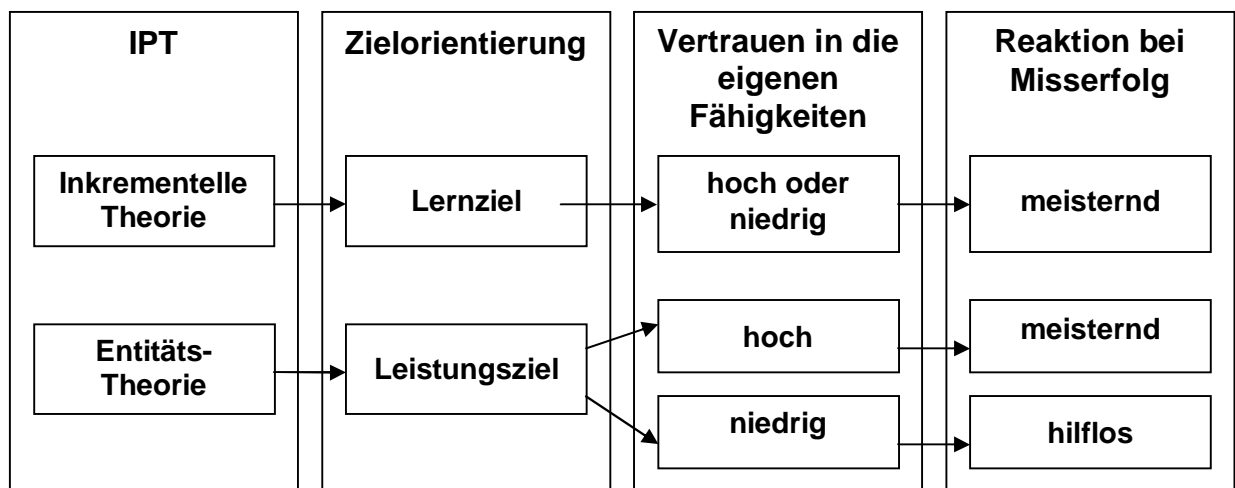 IPT
Zielorientierung
Vertrauen in die
eigenen
Fähigkeiten
Reaktion bei
Misserfolg
Inkrementelle
Theorie
Lernziel
hoch oder
niedrig
meisternd
Entitäts-
Theorie
Leistungsziel
hoch
meisternd
niedrig
hilflos